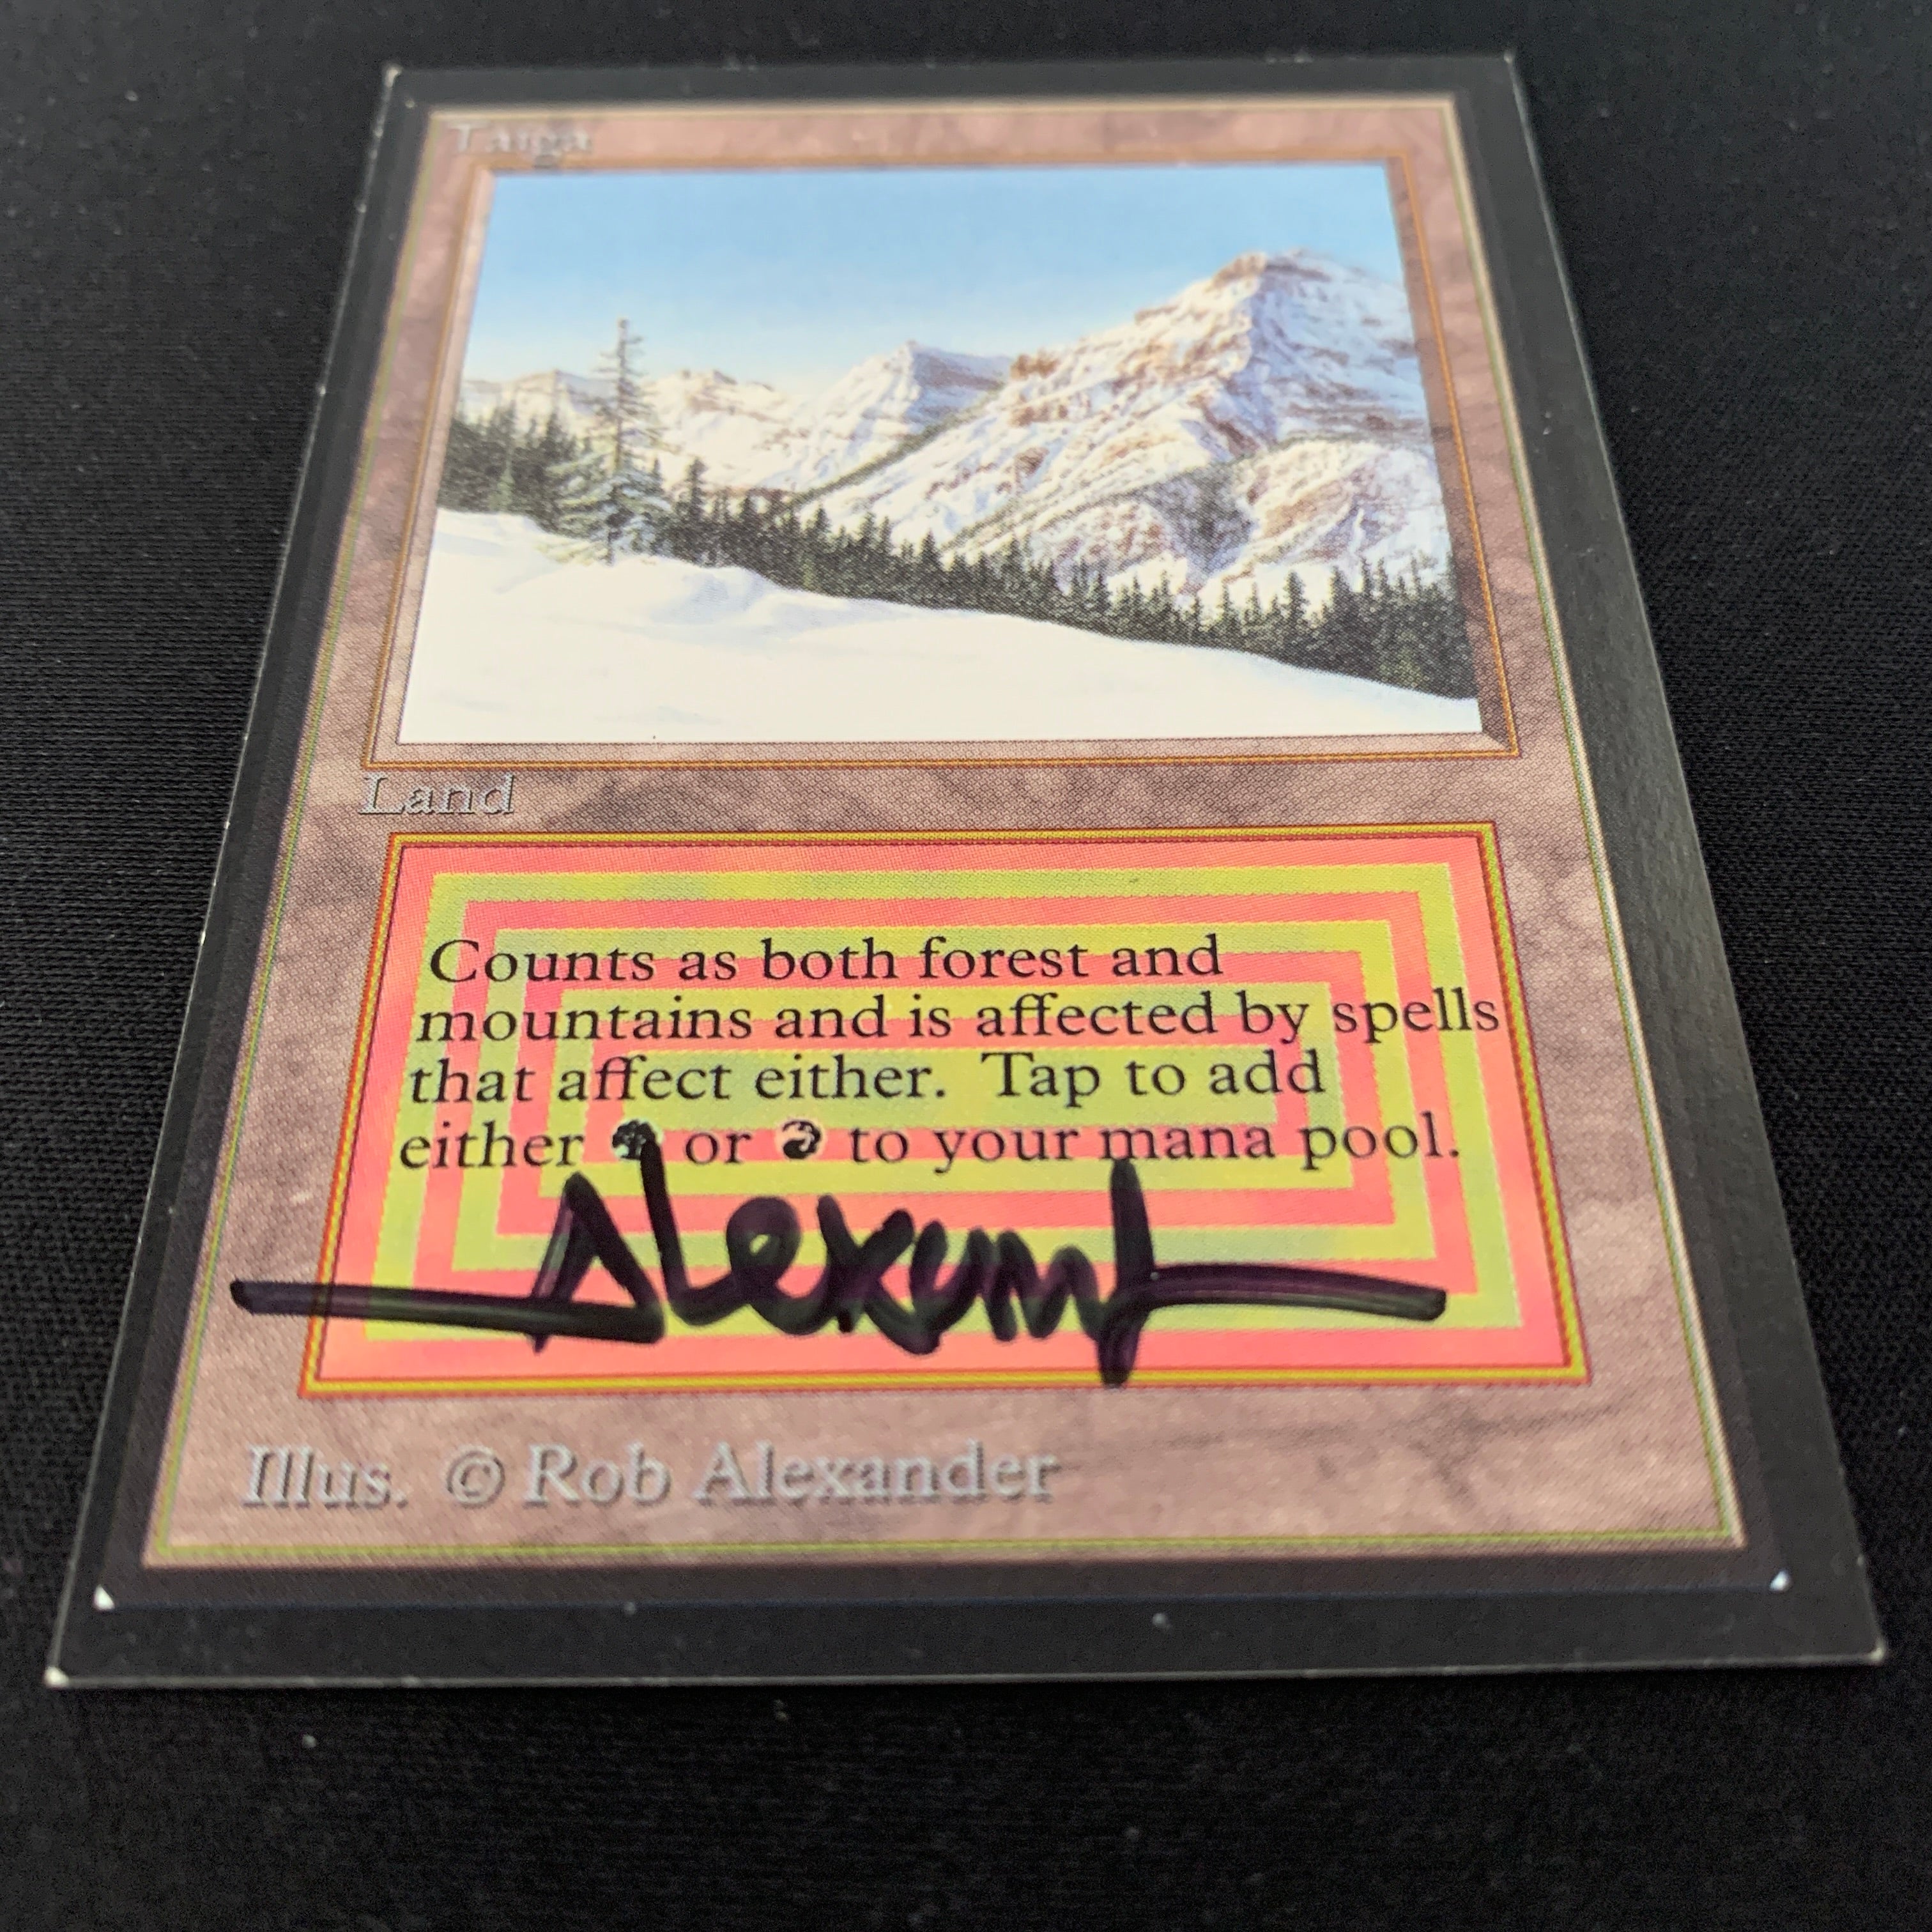 Taiga
Land
Counts as both forest and
mountains and is affected by spells
that affect either. Tap to add
either or to your mana pool.
Alexand
Illus. © Rob Alexander